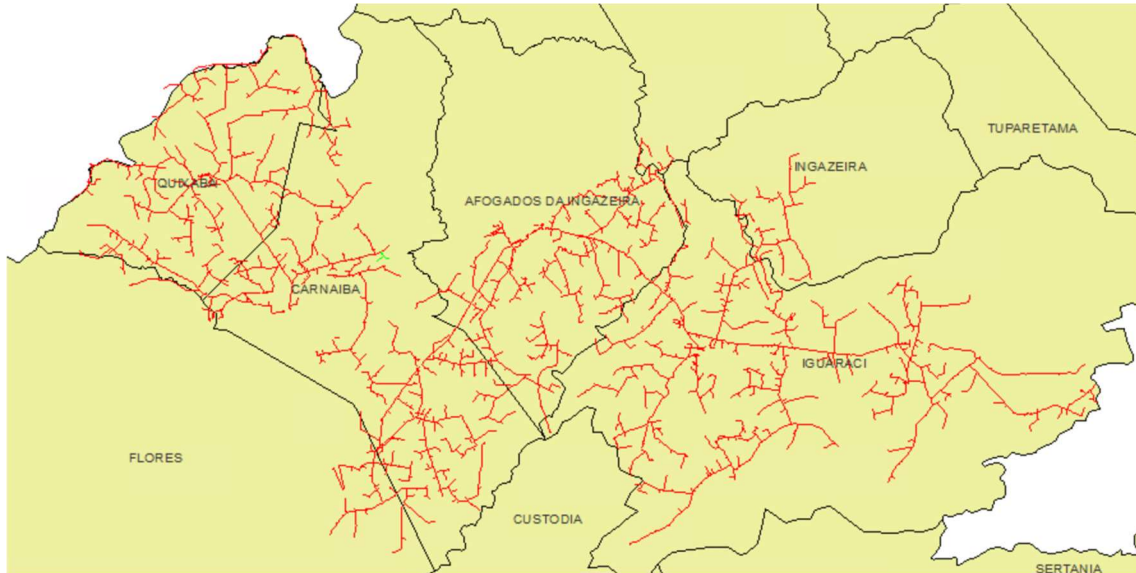 TUPARETAMA
INGAZEIRA
QUIXABA
AFOGADOS DA INGAZEIRA
CARNAIBA
IGUARACI
FLORES
CUSTODIA
SERTANIA